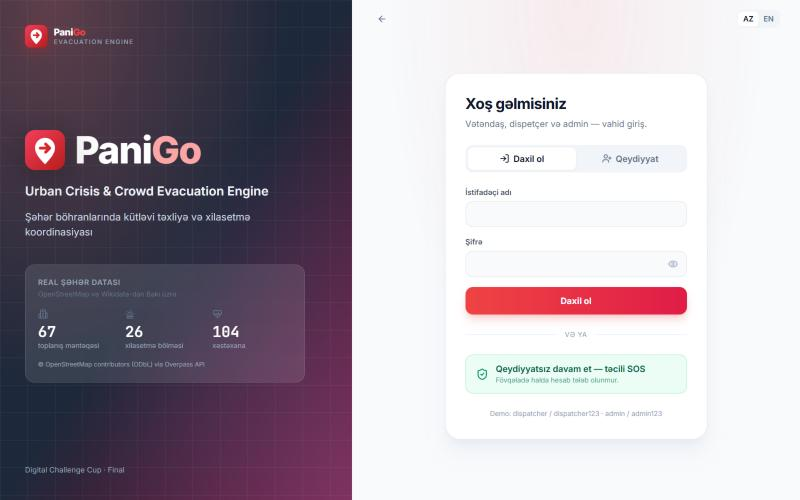 PaniGo
EVACUATION ENGINE
PaniGo
Urban Crisis & Crowd Evacuation Engine
Şəhər böhranlarında kütləvi təxliyə və xilasetmə
koordinasiyası
REAL ŞƏHƏR DATASI
OpenStreetMap və Wikidata-dan Bakı üzrə
67
26
104
toplanış məntəqəsi
xilasetmə bölməsi
xəstəxana
© OpenStreetMap contributors (ODbL) via Overpass API
Digital Challenge Cup · Final
AZ EN
Xoş gəlmisiniz
Vətəndaş, dispetçer və admin — vahid giriş.
Daxil ol
Qeydiyyat
İstifadəçi adı
Şifrə
Daxil ol
VƏ YA
Qeydiyyatsız davam et — təcili SOS
Fövqəladə halda hesab tələb olunmur.
Demo: dispatcher / dispatcher123 · admin / admin123